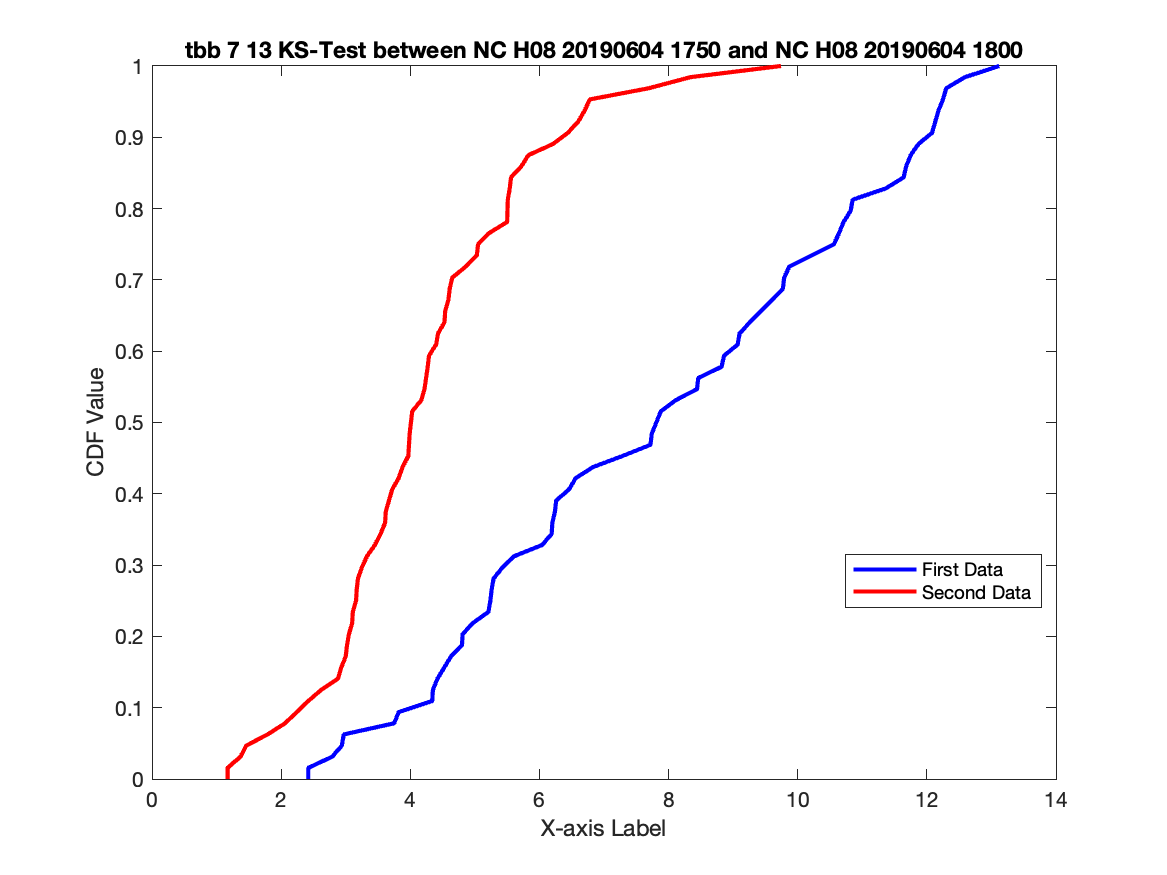 tbb 7 13 KS-Test between NC H08 20190604 1750 and NC H08 20190604 1800
1
0.9
0.8
0.7
0.6
0.5
0.4
0.3
0.2
0.1
0
CDF Value
First Data
Second Data
0 2 4 6 8 10 12 14
X-axis Label